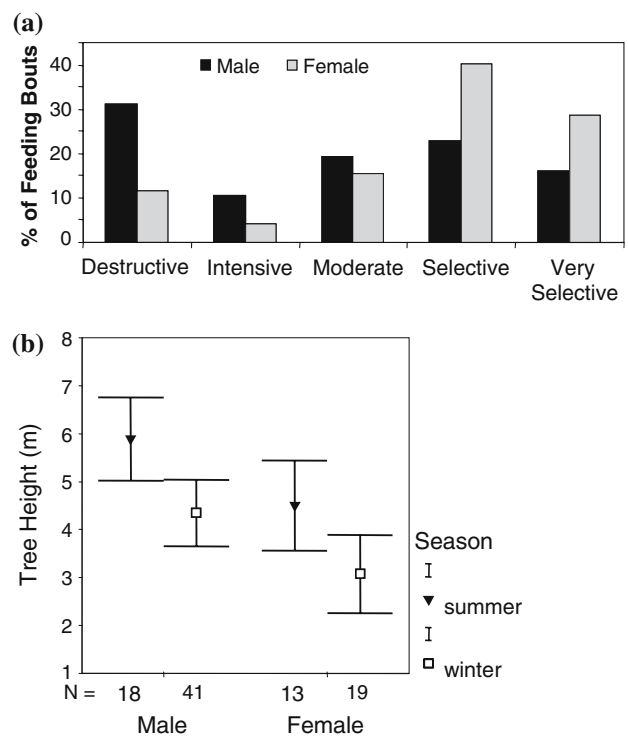 (a)
% of Feeding Bouts
40
30
20
10
0
Male Female
Destructive Intensive Moderate Selective Very Selective
(b)
Tree Height (m)
8
7
6
5
4
3
2
1
N = 18 41 13 19
Male Female
Season
summer
winter